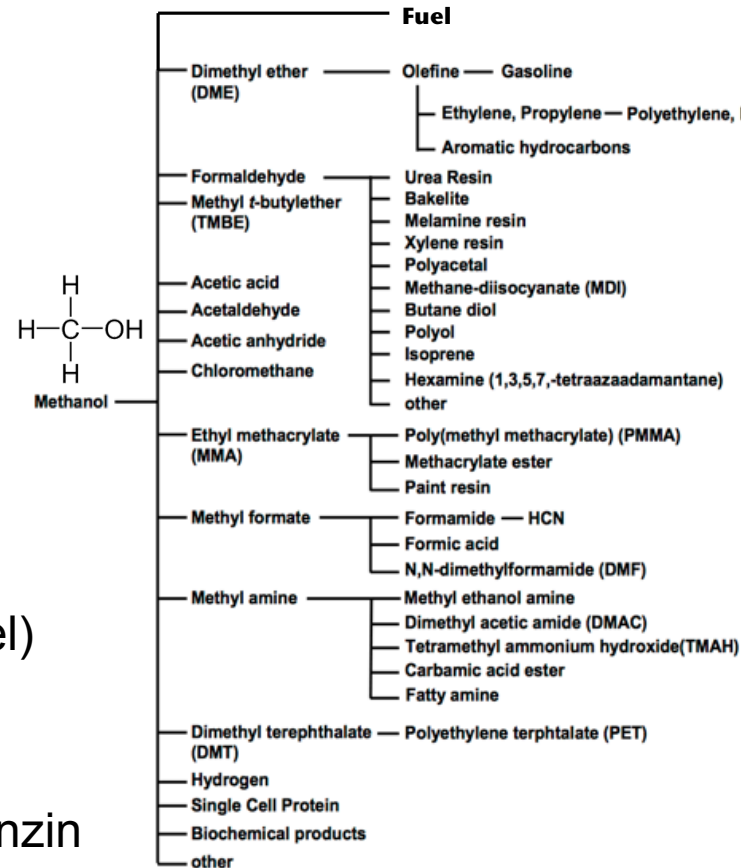 Fuel
Dimethyl ether
(DME)
Olefine
Gasoline
Ethylene, Propylene
Polyethylene,
Aromatic hydrocarbons
Formaldehyde
Urea Resin
Bakelite
Melamine resin
Xylene resin
Polyacetal
Methane-diisocyanate (MDI)
Butane diol
Polyol
Isoprene
Hexamine (1,3,5,7,-tetraazaadamantane)
other
Methyl t-butylether
(TMBE)
Acetic acid
Acetaldehyde
Acetic anhydride
Chloromethane
H
H-C-OH
H
Methanol
Ethyl methacrylate
(MMA)
Poly(methyl methacrylate) (PMMA)
Methacrylate ester
Paint resin
Methyl formate
Formamide
HCN
Formic acid
N,N-dimethylformamide (DMF)
Methyl amine
Methyl ethanol amine
Dimethyl acetic amide (DMAC)
Tetramethyl ammonium hydroxide(TMAH)
Carbamic acid ester
Fatty amine
el)
Dimethyl terephthalate
(DMT)
Polyethylene terphtalate (PET)
Hydrogen
Single Cell Protein
Biochemical products
other
nzin